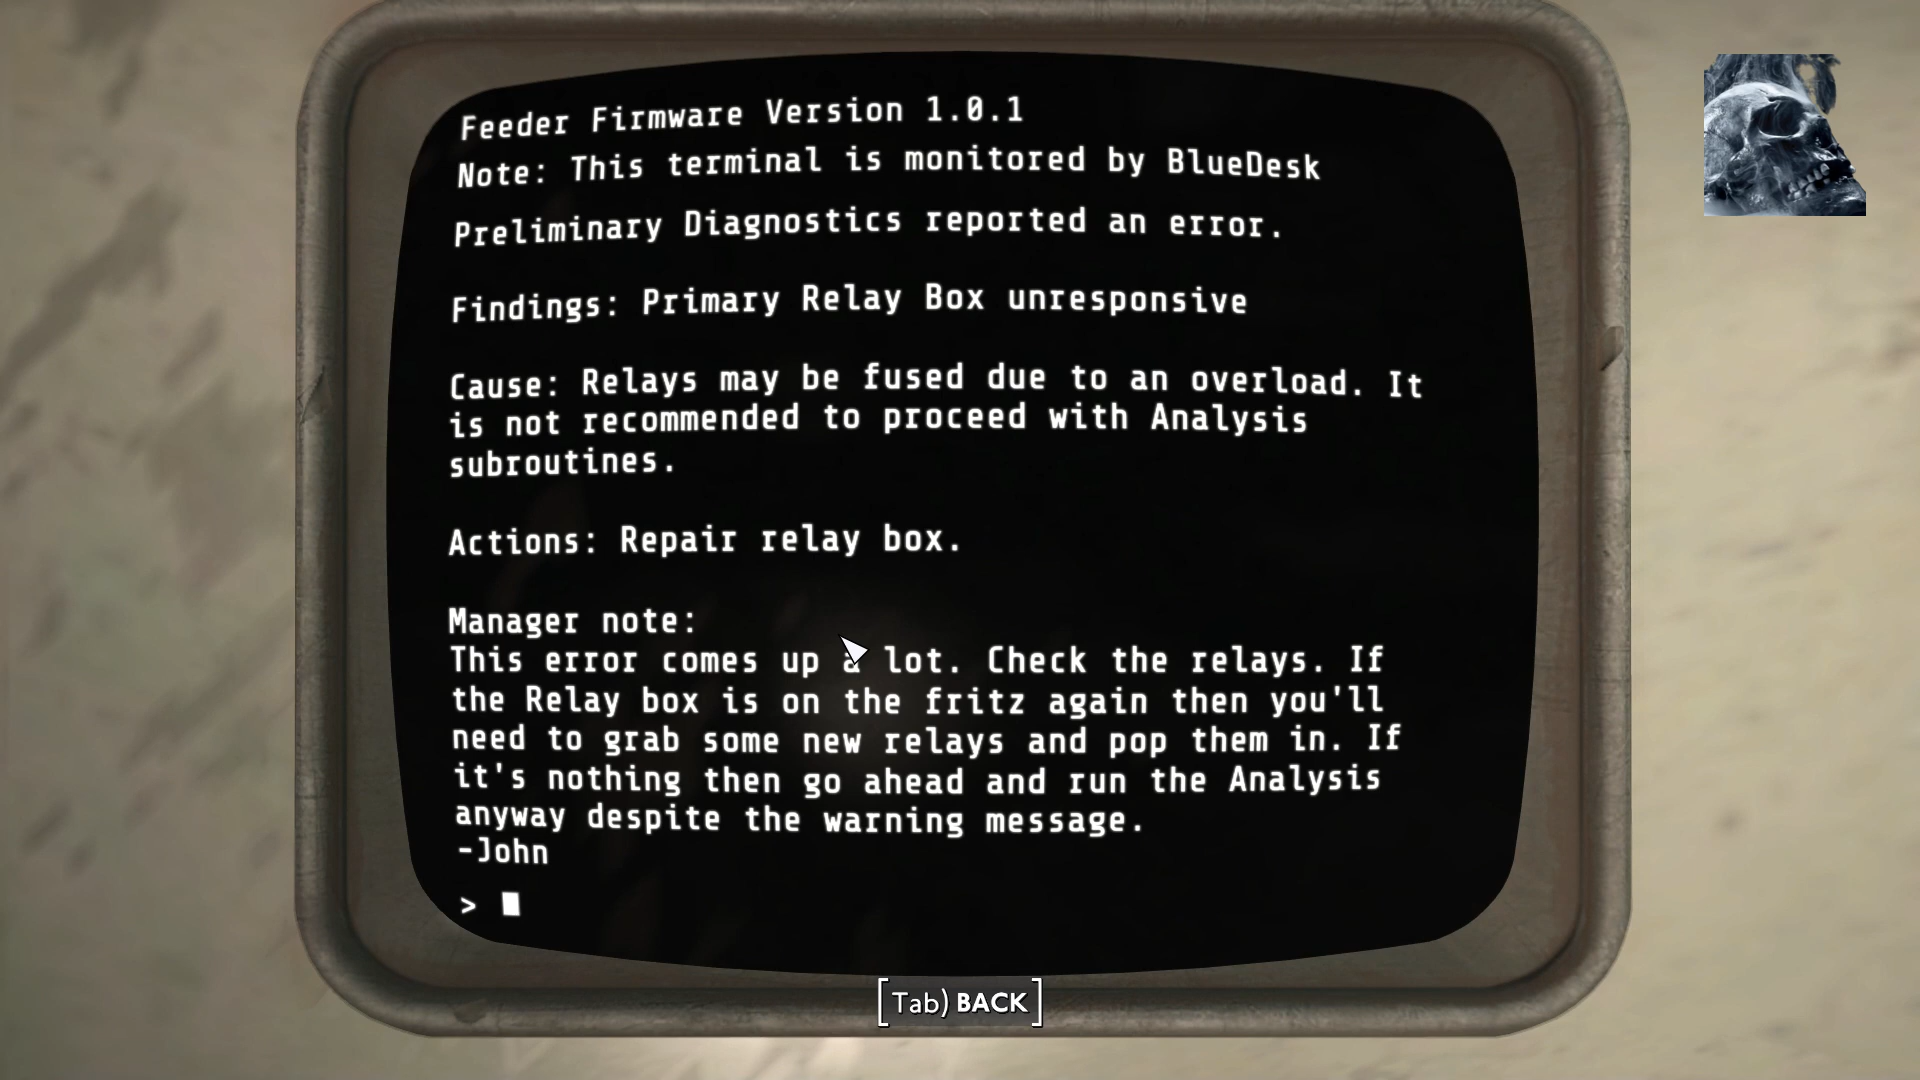 Feeder Firmware Version 1.0.1
Note: This terminal is monitored by BlueDesk
Preliminary Diagnostics reported an error.
Findings: Primary Relay Box unresponsive
Cause: Relays may be fused due to an overload. It
is not recommended to proceed with Analysis
subroutines.
Actions: Repair relay box.
Manager note:
This error comes up a lot. Check the relays. If
the Relay box is on the fritz again then you'll
need to grab some new relays and pop them in. If
it's nothing then go ahead and run the Analysis
anyway despite the warning message.
-John
>
[Tab) BACK]